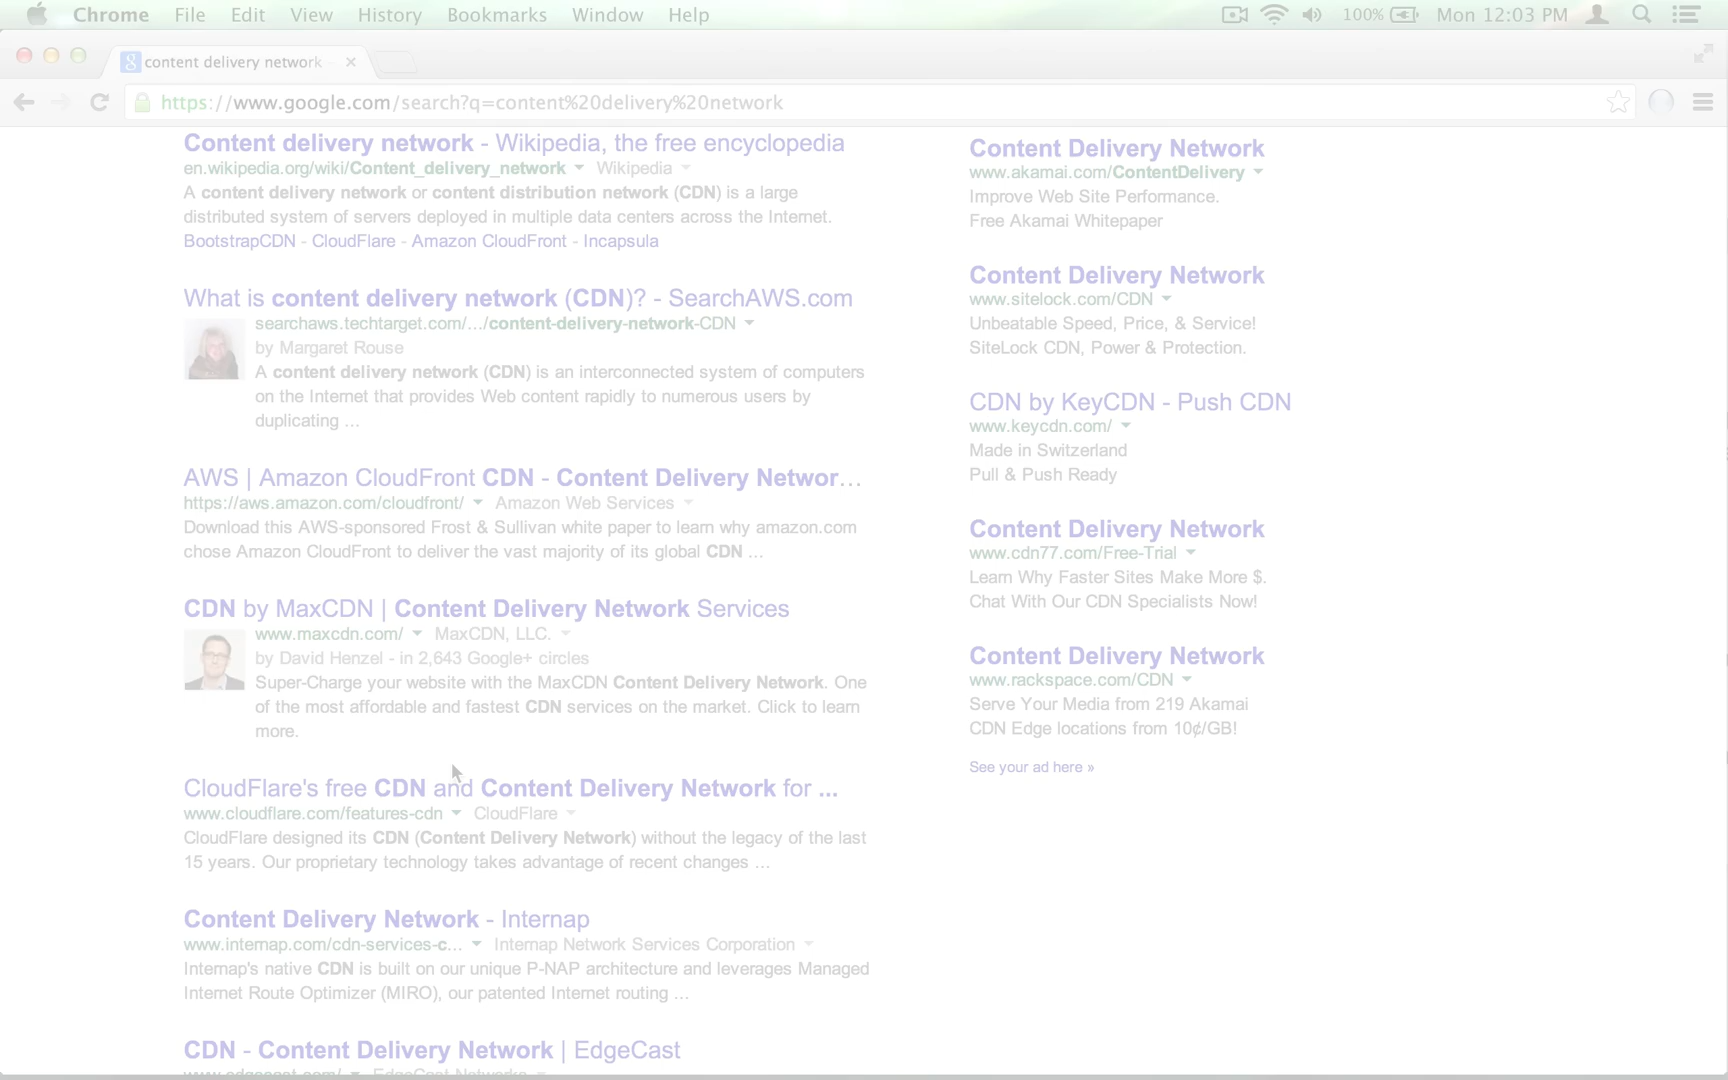 Chrome File Edit View History Bookmarks Window Help 100% Mon 12:03 PM
content delivery network
https://www.google.com/search?q=content%20delivery%20network
Content delivery network - Wikipedia, the free encyclopedia
en.wikipedia.org/wiki/Content_delivery_network Wikipedia
A content delivery network or content distribution network (CDN) is a large
distributed system of servers deployed in multiple data centers across the Internet.
BootstrapCDN - CloudFlare - Amazon CloudFront - Incapsula
What is content delivery network (CDN)? - SearchAWS.com
searchaws.techtarget.com/.../content-delivery-network-CDN
by Margaret Rouse
A content delivery network (CDN) is an interconnected system of computers
on the Internet that provides Web content rapidly to numerous users by
duplicating ...
AWS | Amazon CloudFront CDN - Content Delivery Networ...
https://aws.amazon.com/cloudfront/ Amazon Web Services
Download this AWS-sponsored Frost & Sullivan white paper to learn why amazon.com
chose Amazon CloudFront to deliver the vast majority of its global CDN ...
CDN by MaxCDN | Content Delivery Network Services
www.maxcdn.com/ MaxCDN, LLC.
by David Henzel - in 2,643 Google+ circles
Super-Charge your website with the MaxCDN Content Delivery Network. One
of the most affordable and fastest CDN services on the market. Click to learn
more.
CloudFlare's free CDN and Content Delivery Network for ...
www.cloudflare.com/features-cdn CloudFlare
CloudFlare designed its CDN (Content Delivery Network) without the legacy of the last
15 years. Our proprietary technology takes advantage of recent changes ...
Content Delivery Network - Internap
www.internap.com/cdn-services-c... Internap Network Services Corporation
Internap's native CDN is built on our unique P-NAP architecture and leverages Managed
Internet Route Optimizer (MIRO), our patented Internet routing ...
CDN - Content Delivery Network | EdgeCast
www.edgecast.com/ EdgeCast Networks
Content Delivery Network
www.akamai.com/ContentDelivery
Improve Web Site Performance.
Free Akamai Whitepaper
Content Delivery Network
www.sitelock.com/CDN
Unbeatable Speed, Price, & Service!
SiteLock CDN, Power & Protection.
CDN by KeyCDN - Push CDN
www.keycdn.com/
Made in Switzerland
Pull & Push Ready
Content Delivery Network
www.cdn77.com/Free-Trial
Learn Why Faster Sites Make More $.
Chat With Our CDN Specialists Now!
Content Delivery Network
www.rackspace.com/CDN
Serve Your Media from 219 Akamai
CDN Edge locations from 10¢/GB!
See your ad here »